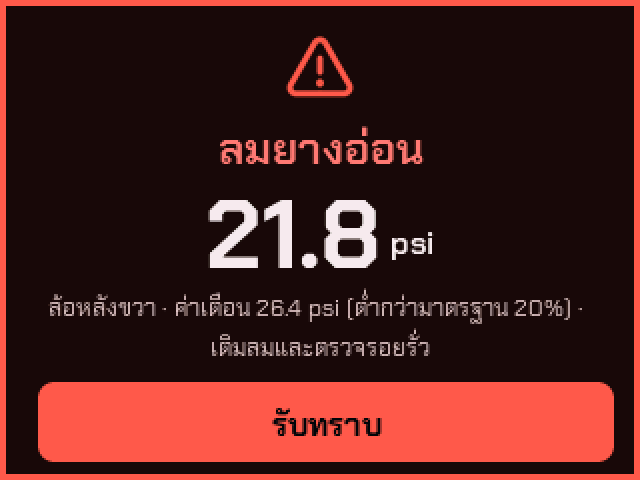 ลมยางอ่อน
21.8 psi
ล้อหลังขวา · ค่าเตือน 26.4 psi (ต่ำกว่ามาตรฐาน 20%) ·
เติมลมและตรวจรอยรั่ว
รับทราบ